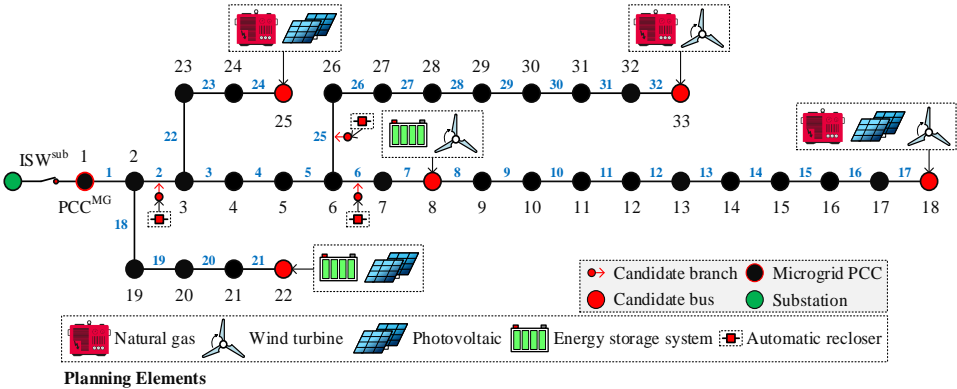 23 24 26 27 28 29 30 31 32
23 24 26 27 28 29 30 31 32
25 33
22 25
ISW^sub 1 2
1 2 3 4 5 6 7 8 9 10 11 12 13 14 15 16 17
PCC^MG 3 4 5 6 7 8 9 10 11 12 13 14 15 16 17 18
18
19 20 21
19 20 21 22
Candidate branch Microgrid PCC
Candidate bus Substation
Natural gas Wind turbine Photovoltaic Energy storage system Automatic recloser
Planning Elements